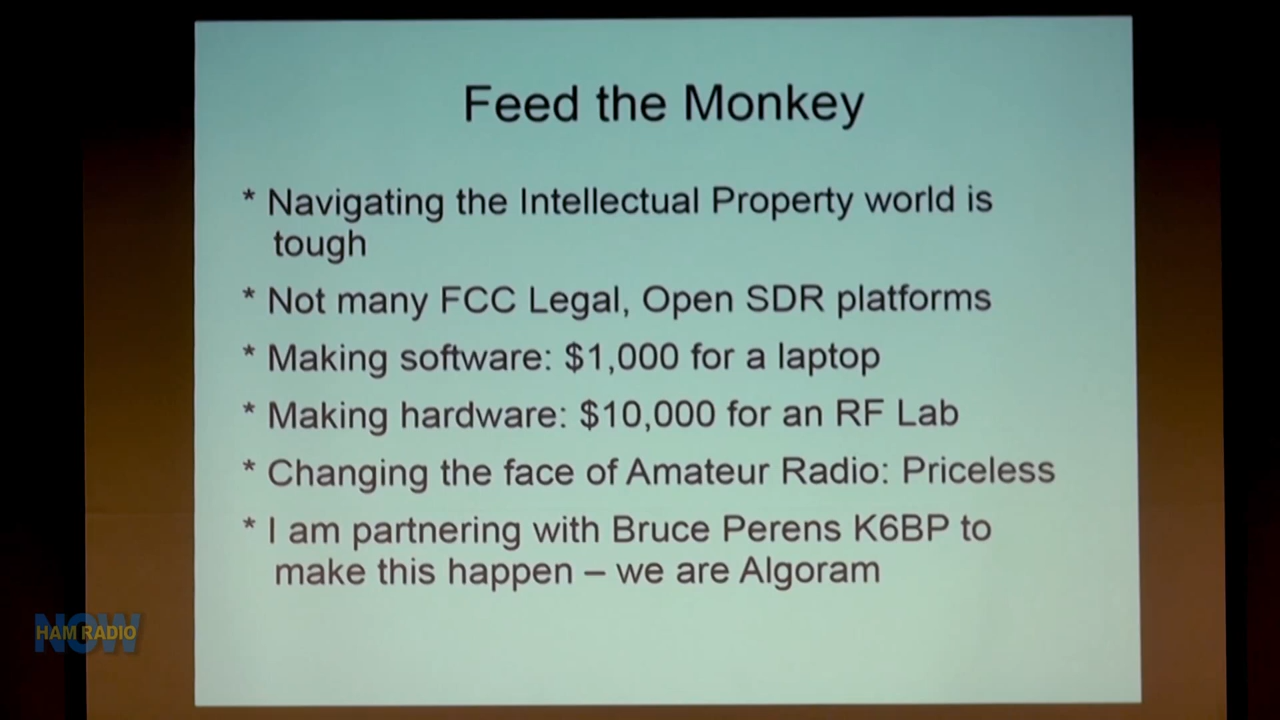 Feed the Monkey
* Navigating the Intellectual Property world is
tough
* Not many FCC Legal, Open SDR platforms
* Making software: $1,000 for a laptop
* Making hardware: $10,000 for an RF Lab
* Changing the face of Amateur Radio: Priceless
* I am partnering with Bruce Perens K6BP to
make this happen – we are Algoram
NOW
HAM RADIO